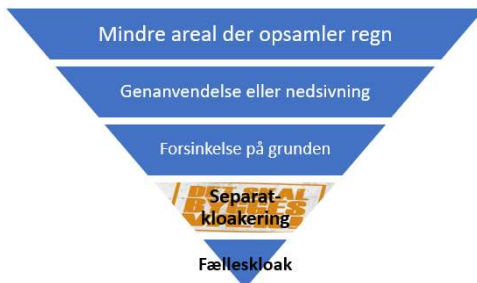 Mindre areal der opsamler regn
Genanvendelse eller nedsivning
Forsinkelse på grunden
Separat-
kloakering
Fælleskloak